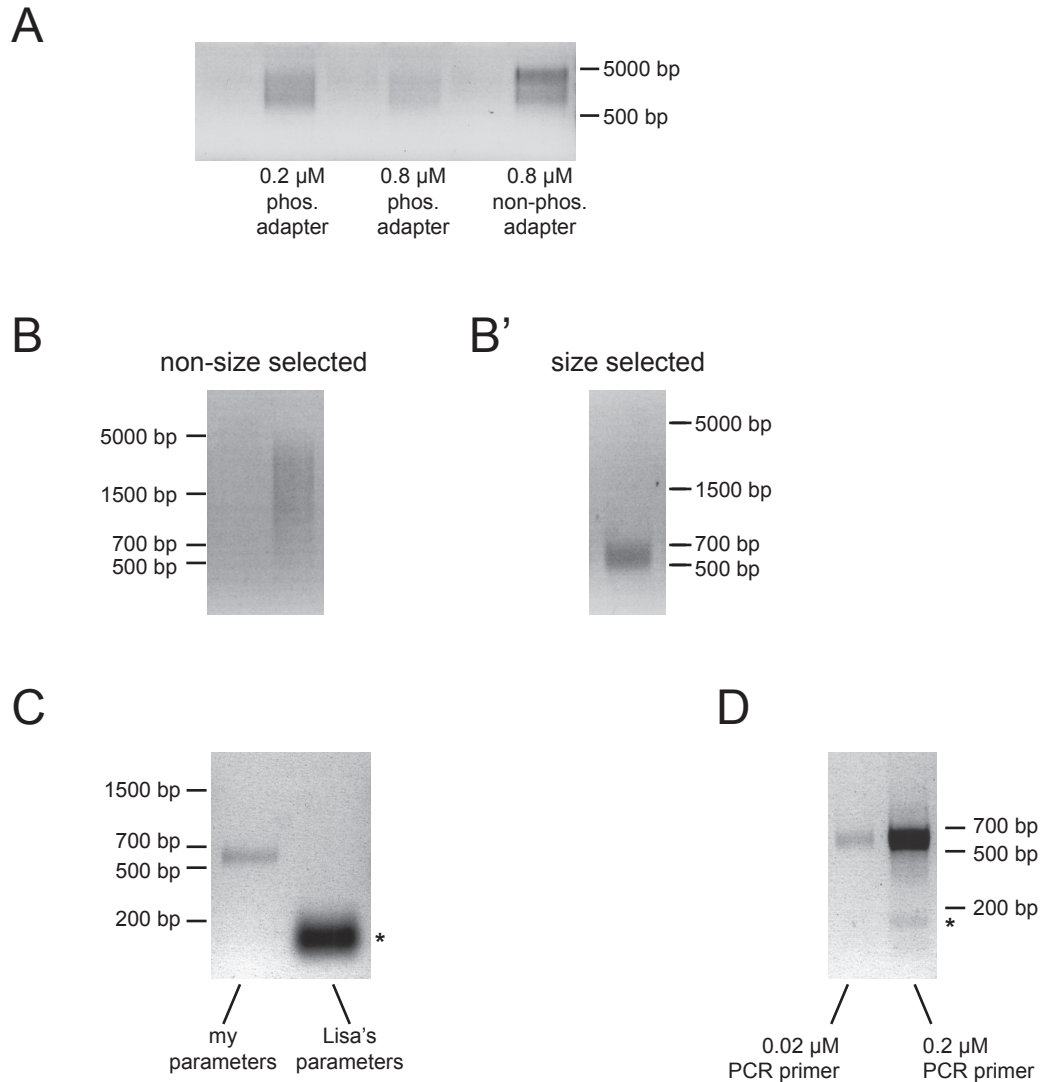 A
5000 bp
500 bp
0.2 µM
phos.
adapter
0.8 µM
phos.
adapter
0.8 µM
non-phos.
adapter
B
non-size selected
5000 bp
1500 bp
700 bp
500 bp
B’
size selected
5000 bp
1500 bp
700 bp
500 bp
C
1500 bp
700 bp
500 bp
200 bp
*
my
parameters
Lisa's
parameters
D
700 bp
500 bp
200 bp
*
0.02 µM
PCR primer
0.2 µM
PCR primer